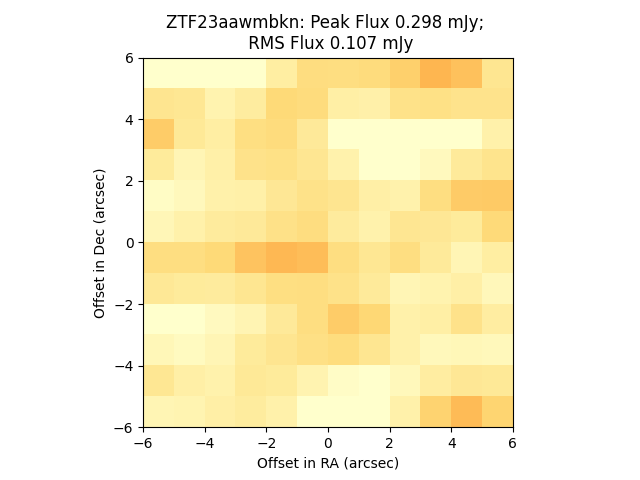 ZTF23aawmbkn: Peak Flux 0.298 mJy;
RMS Flux 0.107 mJy
6
4
2
0
−2
−4
−6
Offset in Dec (arcsec)
−6 −4 −2 0 2 4 6
Offset in RA (arcsec)